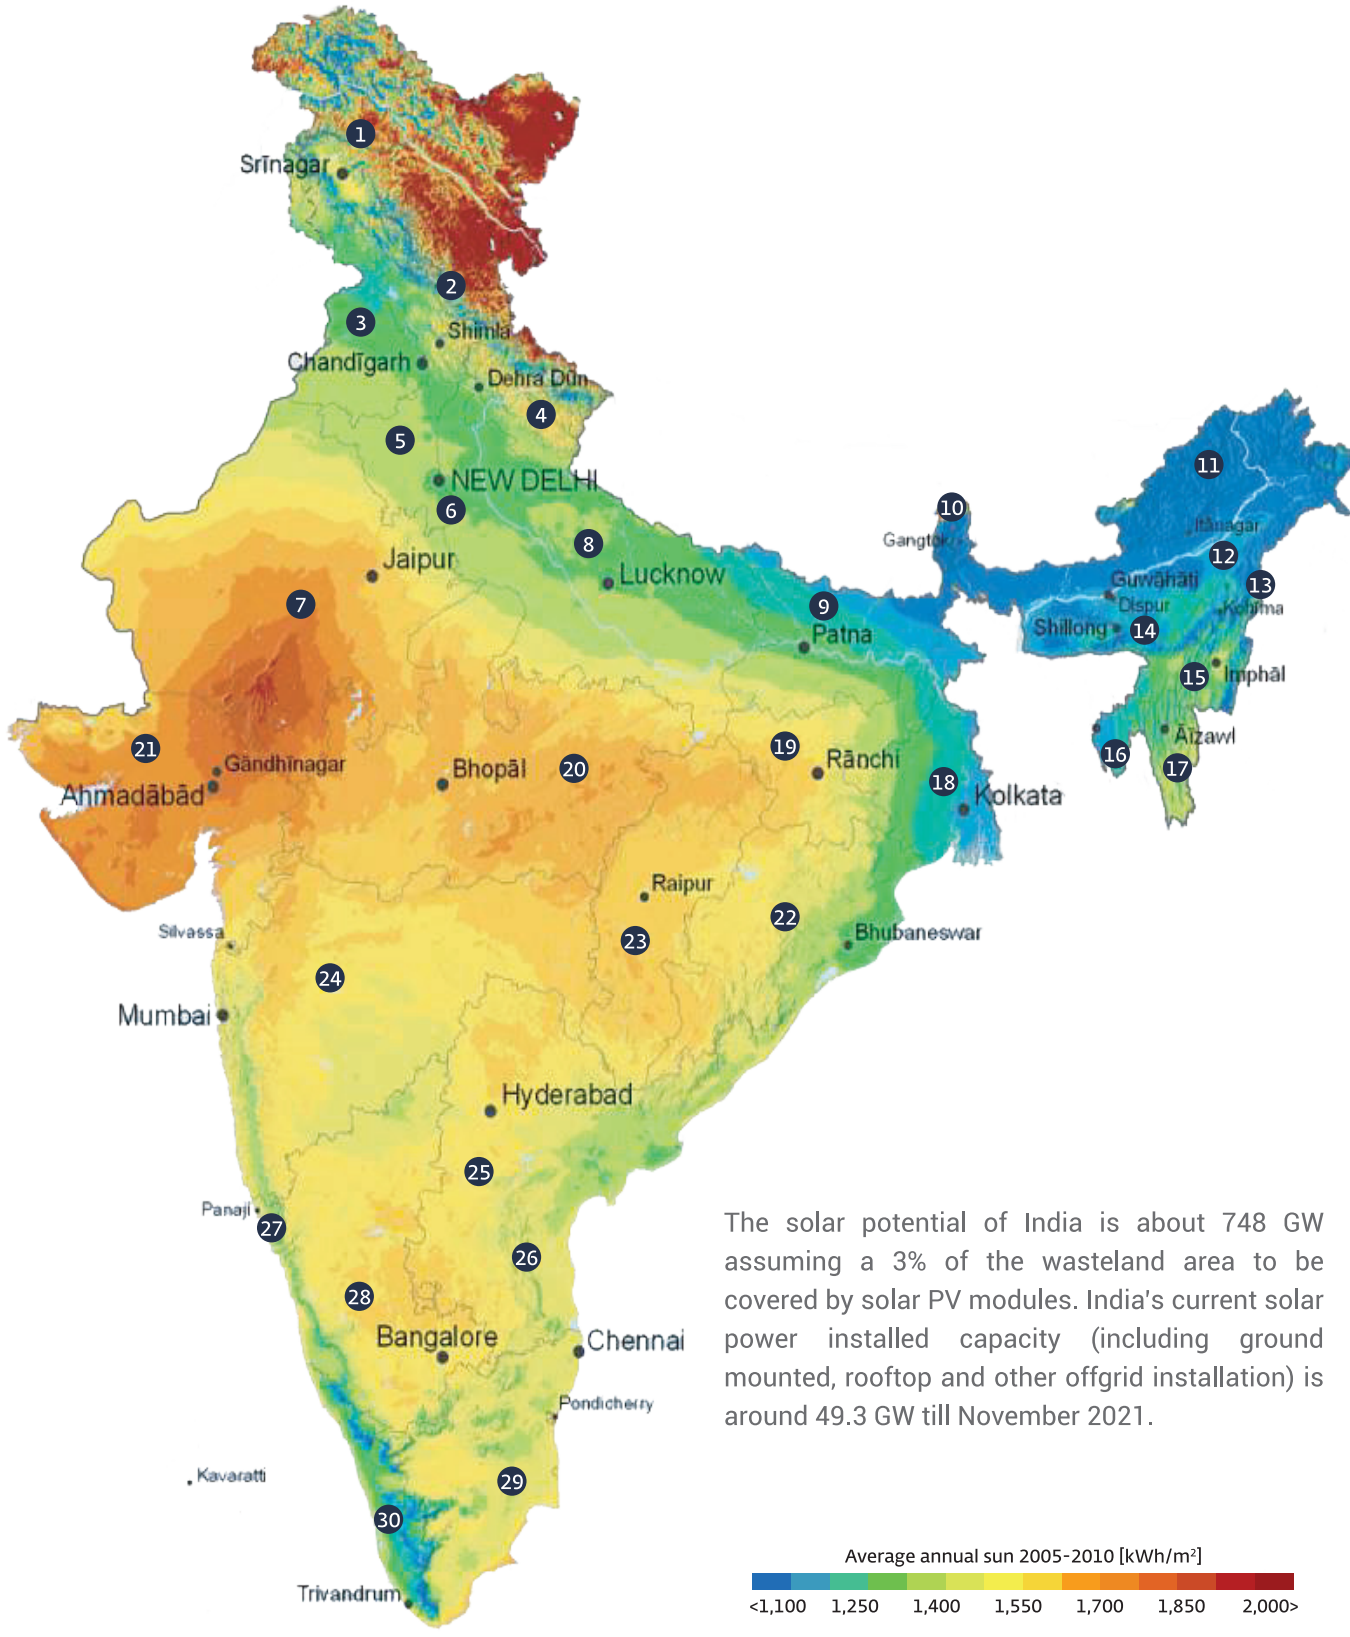 1
Srīnagar
2
3
Shimla
Chandīgarh
Dehra Dūn
4
5
NEW DELHI
6
11
10
Gangtok
Itānagar
8
12
Jaipur
Lucknow
Guwāhāti
13
7
9
Dispur
Kohīma
Patna
Shillong
14
15
Imphāl
Āīzawl
21
19
16
Gāndhīnagar
Bhopāl
20
Rānchi
17
Ahmadābād
18
Kolkata
Raipur
22
Silvassa
23
Bhubaneswar
24
Mumbai
Hyderabad
25
Panaji
27
26
28
Bangalore
Chennai
Pondicherry
Kavaratti
29
30
Trivandrum
The solar potential of India is about 748 GW
assuming a 3% of the wasteland area to be
covered by solar PV modules. India's current solar
power installed capacity (including ground
mounted, rooftop and other offgrid installation) is
around 49.3 GW till November 2021.
Average annual sun 2005-2010 [kWh/m²]
<1,100 1,250 1,400 1,550 1,700 1,850 2,000>